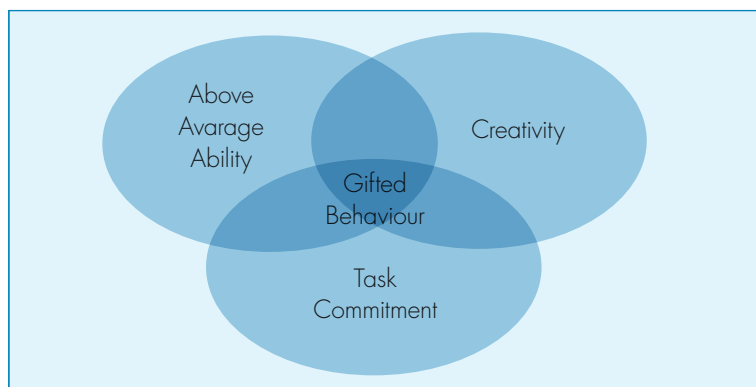 Above
Avarage
Ability
Creativity
Gifted
Behaviour
Task
Commitment